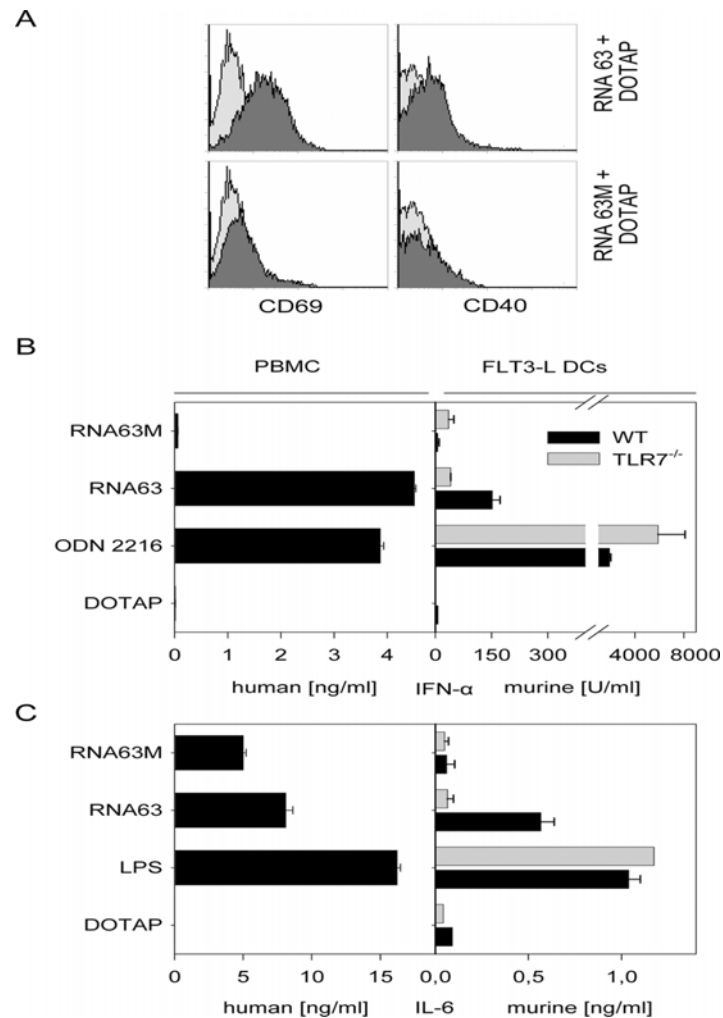 A
RNA 63 +
DOTAP
RNA 63M +
DOTAP
CD69 CD40
B
PBMC FLT3-L DCs
RNA63M
RNA63
ODN 2216
DOTAP
WT
TLR7-/-
0 1 2 3 4 0 150 300 4000 8000
human [ng/ml] IFN-α murine [U/ml]
C
RNA63M
RNA63
LPS
DOTAP
0 5 10 15 0,0 0,5 1,0
human [ng/ml] IL-6 murine [ng/ml]